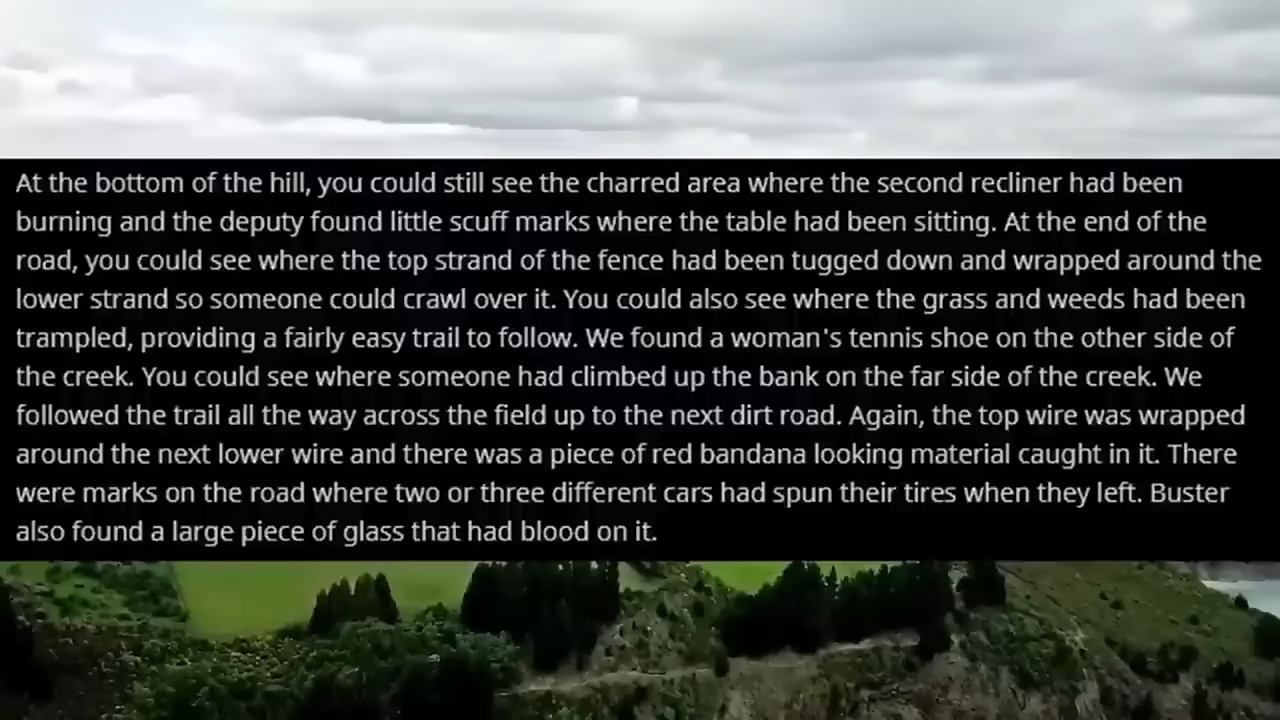 At the bottom of the hill, you could still see the charred area where the second recliner had been
burning and the deputy found little scuff marks where the table had been sitting. At the end of the
road, you could see where the top strand of the fence had been tugged down and wrapped around the
lower strand so someone could crawl over it. You could also see where the grass and weeds had been
trampled, providing a fairly easy trail to follow. We found a woman's tennis shoe on the other side of
the creek. You could see where someone had climbed up the bank on the far side of the creek. We
followed the trail all the way across the field up to the next dirt road. Again, the top wire was wrapped
around the next lower wire and there was a piece of red bandana looking material caught in it. There
were marks on the road where two or three different cars had spun their tires when they left. Buster
also found a large piece of glass that had blood on it.